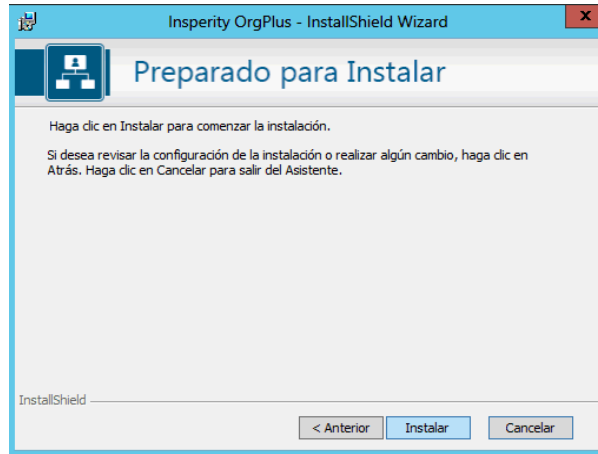 Insperity OrgPlus - InstallShield Wizard
x
Preparado para Instalar
Haga clic en Instalar para comenzar la instalación.
Si desea revisar la configuración de la instalación o realizar algún cambio, haga clic en
Atrás. Haga clic en Cancelar para salir del Asistente.
InstallShield
< Anterior
Instalar
Cancelar